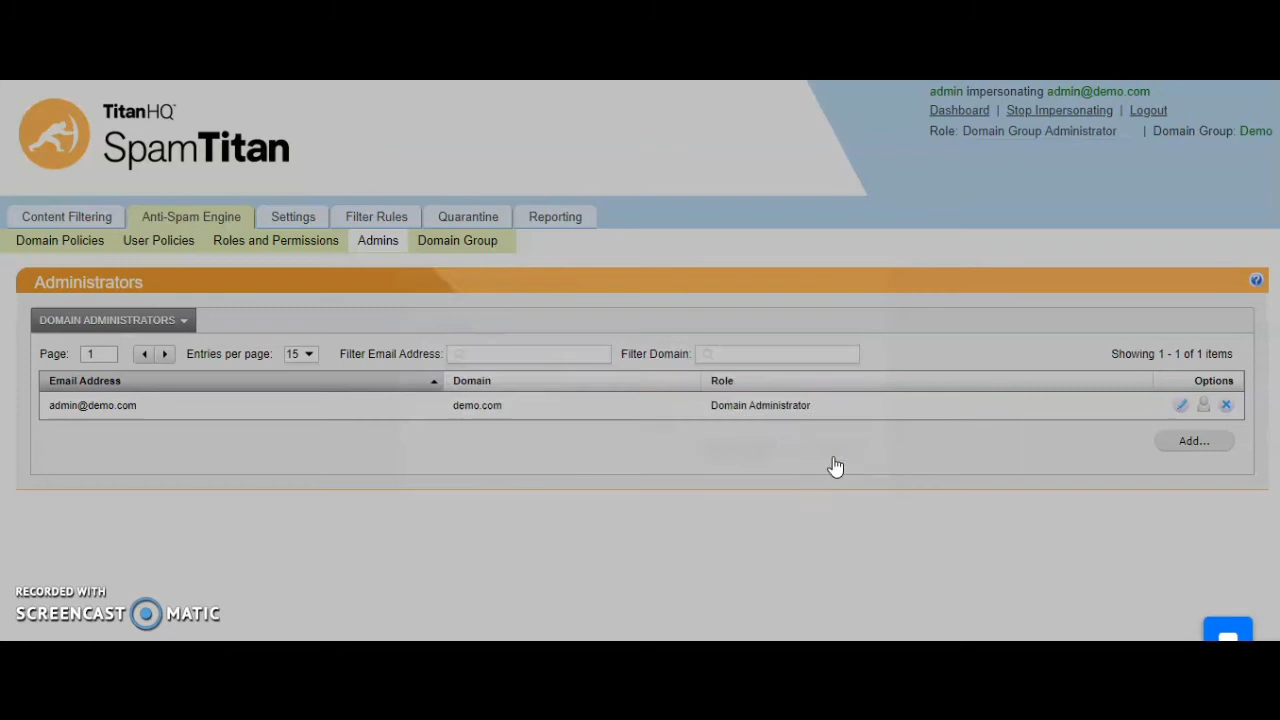 TitanHQ™
SpamTitan
admin impersonating admin@demo.com
Dashboard | Stop Impersonating | Logout
Role: Domain Group Administrator | Domain Group: Demo
Content Filtering Anti-Spam Engine Settings Filter Rules Quarantine Reporting
Domain Policies User Policies Roles and Permissions Admins Domain Group
Administrators
DOMAIN ADMINISTRATORS
Page: 1 Entries per page: 15 Filter Email Address: Filter Domain: Showing 1 - 1 of 1 items
Email Address Domain Role Options
admin@demo.com demo.com Domain Administrator
Add...
RECORDED WITH
SCREENCAST MATIC